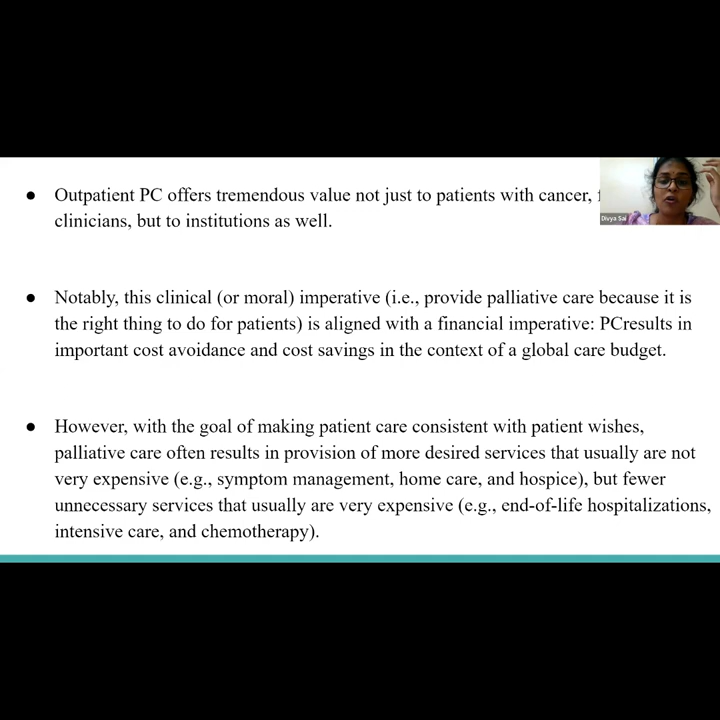 ● Outpatient PC offers tremendous value not just to patients with cancer,
clinicians, but to institutions as well.
Divya Sai
● Notably, this clinical (or moral) imperative (i.e., provide palliative care because it is
the right thing to do for patients) is aligned with a financial imperative: PCresults in
important cost avoidance and cost savings in the context of a global care budget.
● However, with the goal of making patient care consistent with patient wishes,
palliative care often results in provision of more desired services that usually are not
very expensive (e.g., symptom management, home care, and hospice), but fewer
unnecessary services that usually are very expensive (e.g., end-of-life hospitalizations,
intensive care, and chemotherapy).